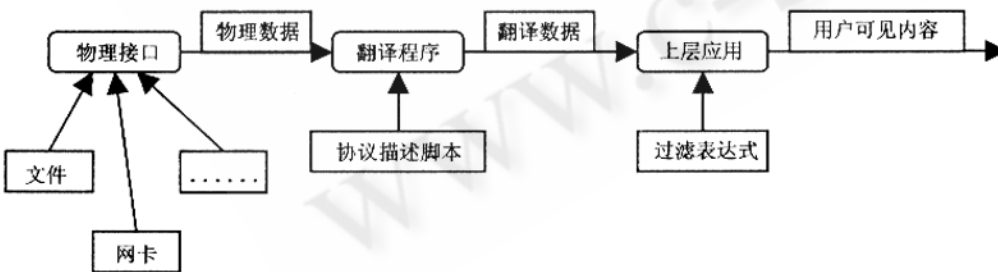 物理数据
翻译数据
用户可见内容
物理接口
翻译程序
上层应用
文件
......
协议描述脚本
过滤表达式
网卡
www.c-